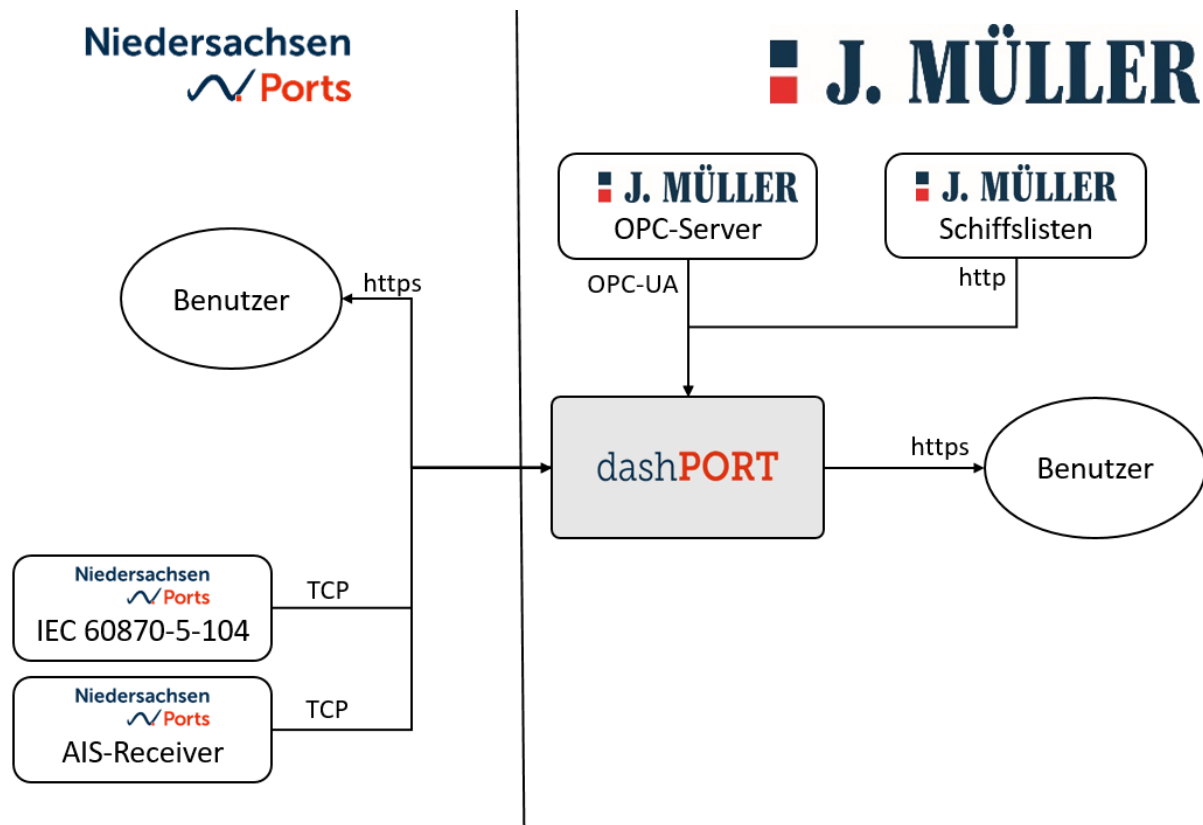 Niedersachsen
Ports
J. MÜLLER
J. MÜLLER
OPC-Server
J. MÜLLER
Schiffslisten
OPC-UA
http
https
Benutzer
dashPORT
https
Benutzer
Niedersachsen
Ports
IEC 60870-5-104
TCP
Niedersachsen
Ports
AIS-Receiver
TCP